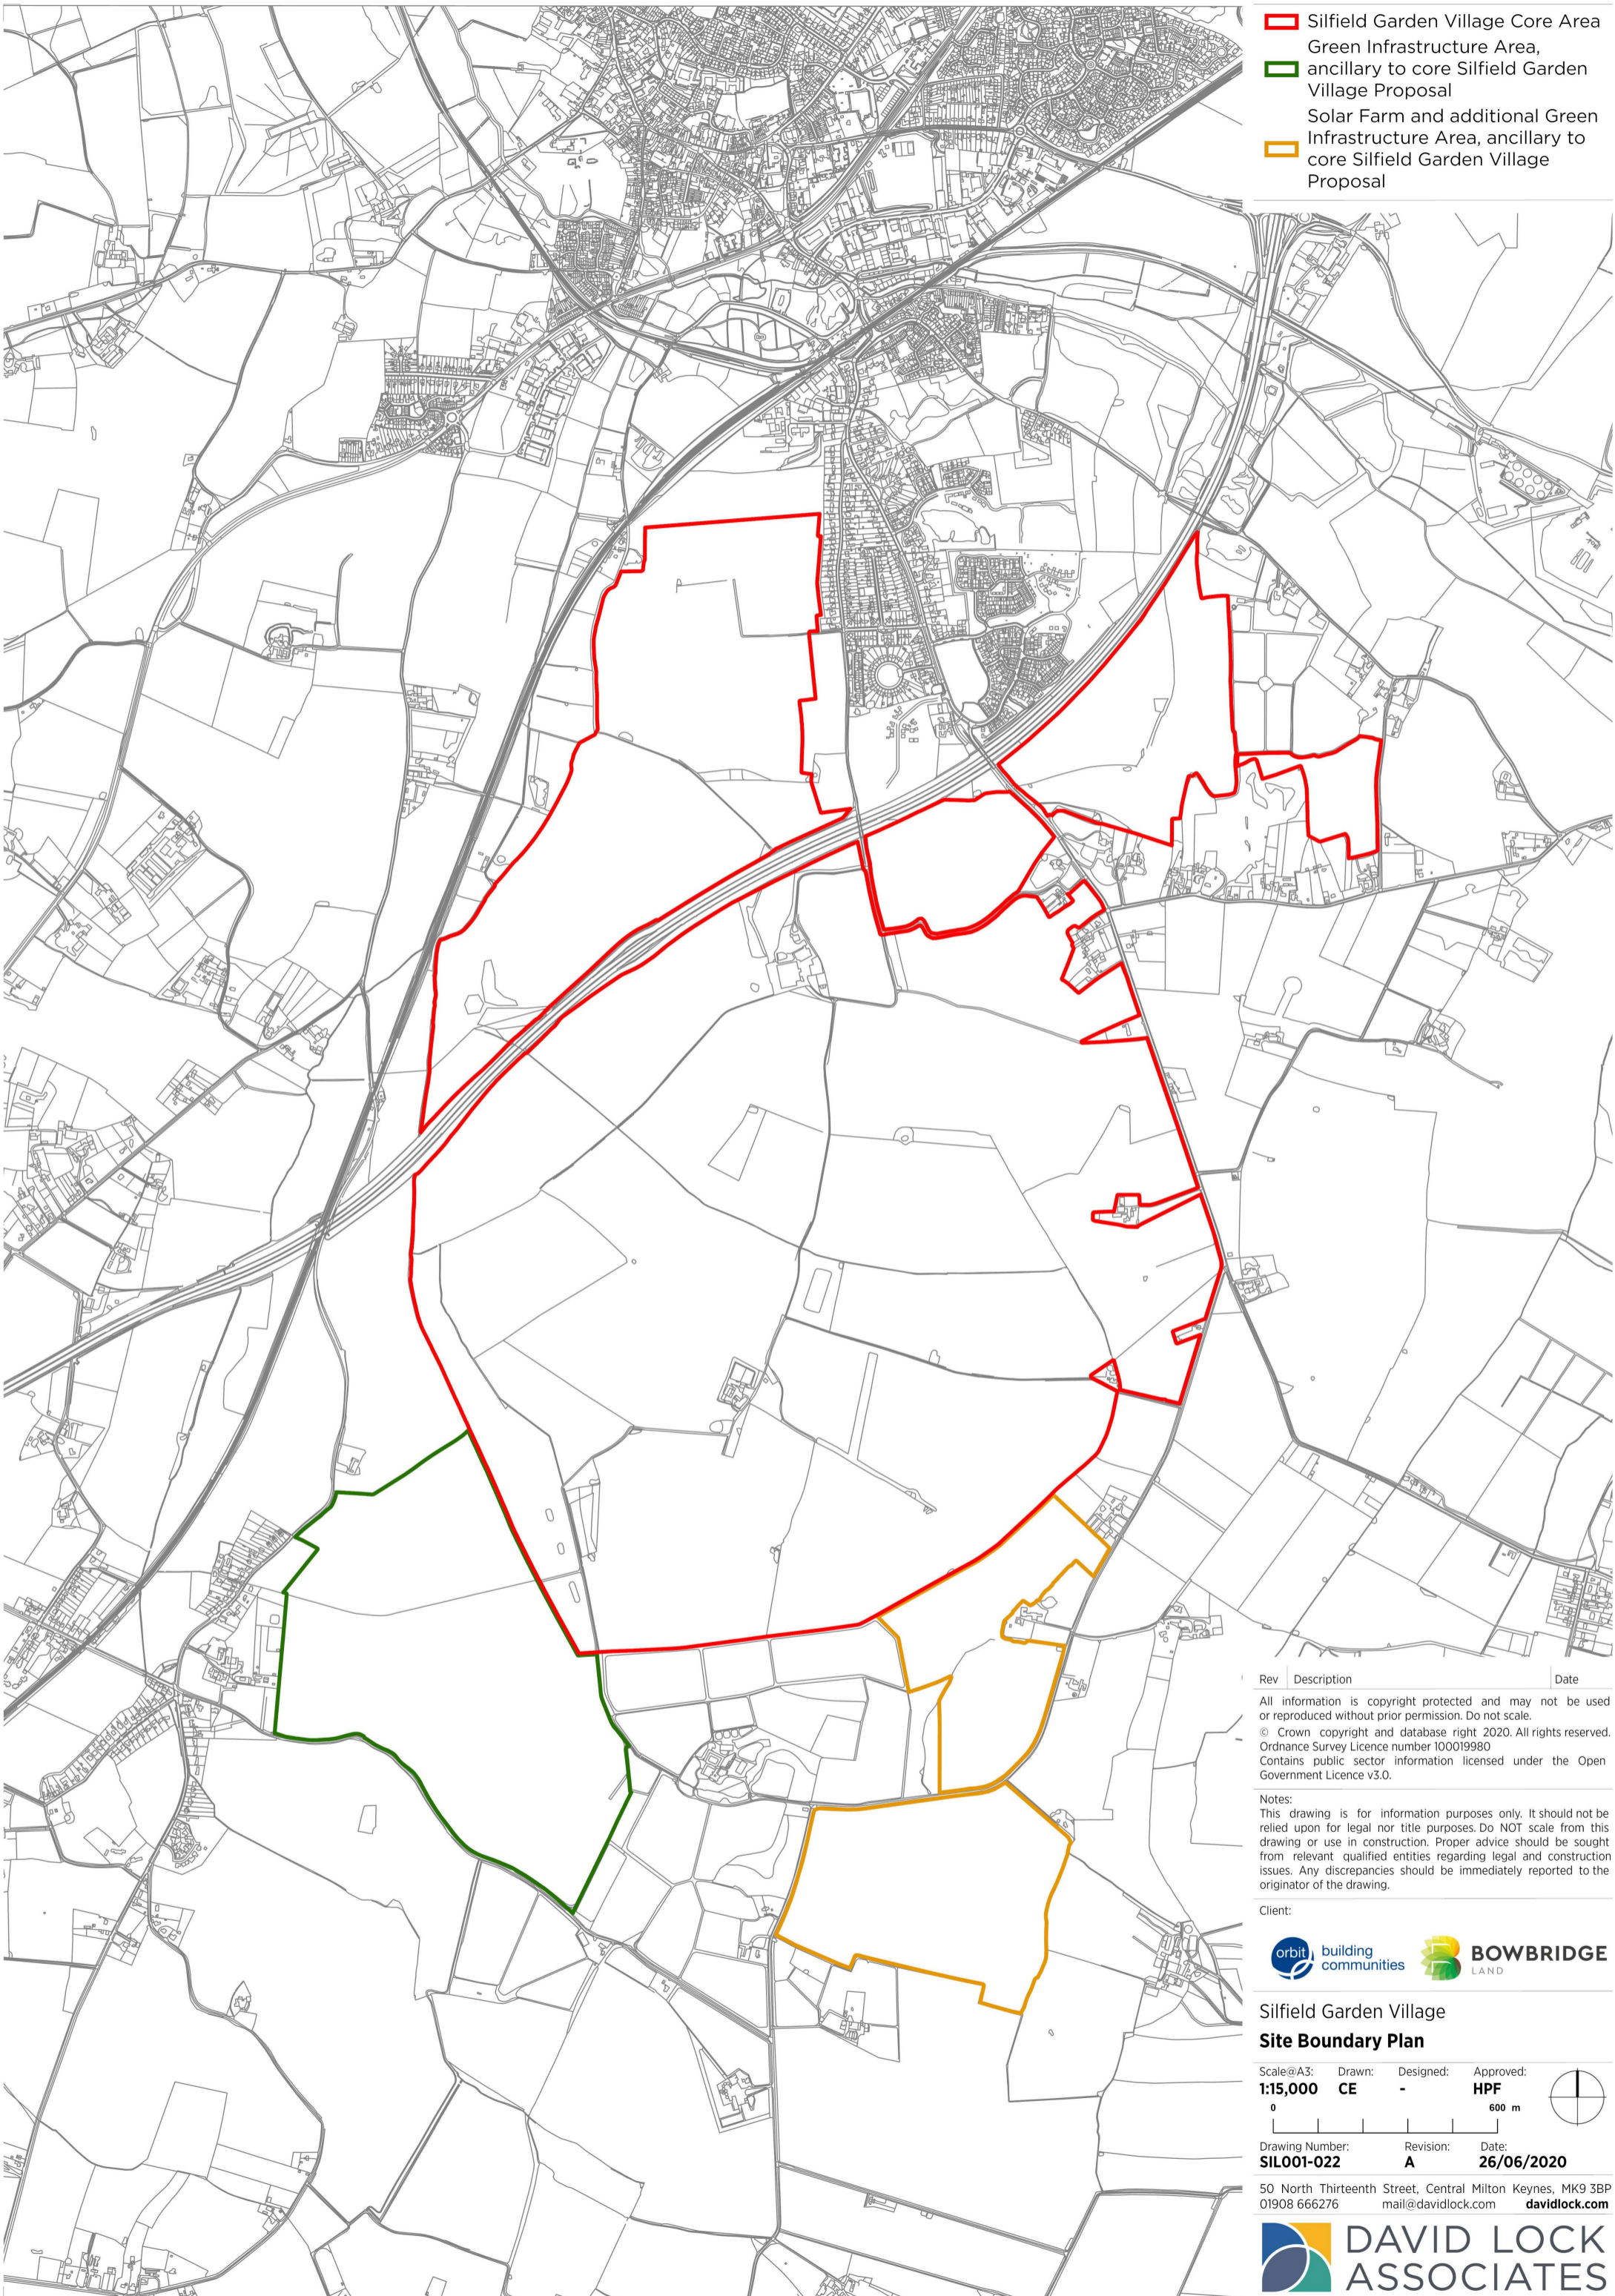 Silfield Garden Village Core Area
Green Infrastructure Area,
ancillary to core Silfield Garden
Village Proposal
Solar Farm and additional Green
Infrastructure Area, ancillary to
core Silfield Garden Village
Proposal
Rev Description Date
All information is copyright protected and may not be used
or reproduced without prior permission. Do not scale.
© Crown copyright and database right 2020. All rights reserved.
Ordnance Survey Licence number 100019980
Contains public sector information licensed under the Open
Government Licence v3.0.
Notes:
This drawing is for information purposes only. It should not be
relied upon for legal nor title purposes. Do NOT scale from this
drawing or use in construction. Proper advice should be sought
from relevant qualified entities regarding legal and construction
issues. Any discrepancies should be immediately reported to the
originator of the drawing.
Client:
orbit building
communities
BOWBRIDGE
LAND
Silfield Garden Village
Site Boundary Plan
Scale@A3: Drawn: Designed: Approved:
1:15,000 CE - HPF
0 600 m
Drawing Number: Revision: Date:
SIL001-022 A 26/06/2020
50 North Thirteenth Street, Central Milton Keynes, MK9 3BP
01908 666276 mail@davidlock.com davidlock.com
DAVID LOCK
ASSOCIATES